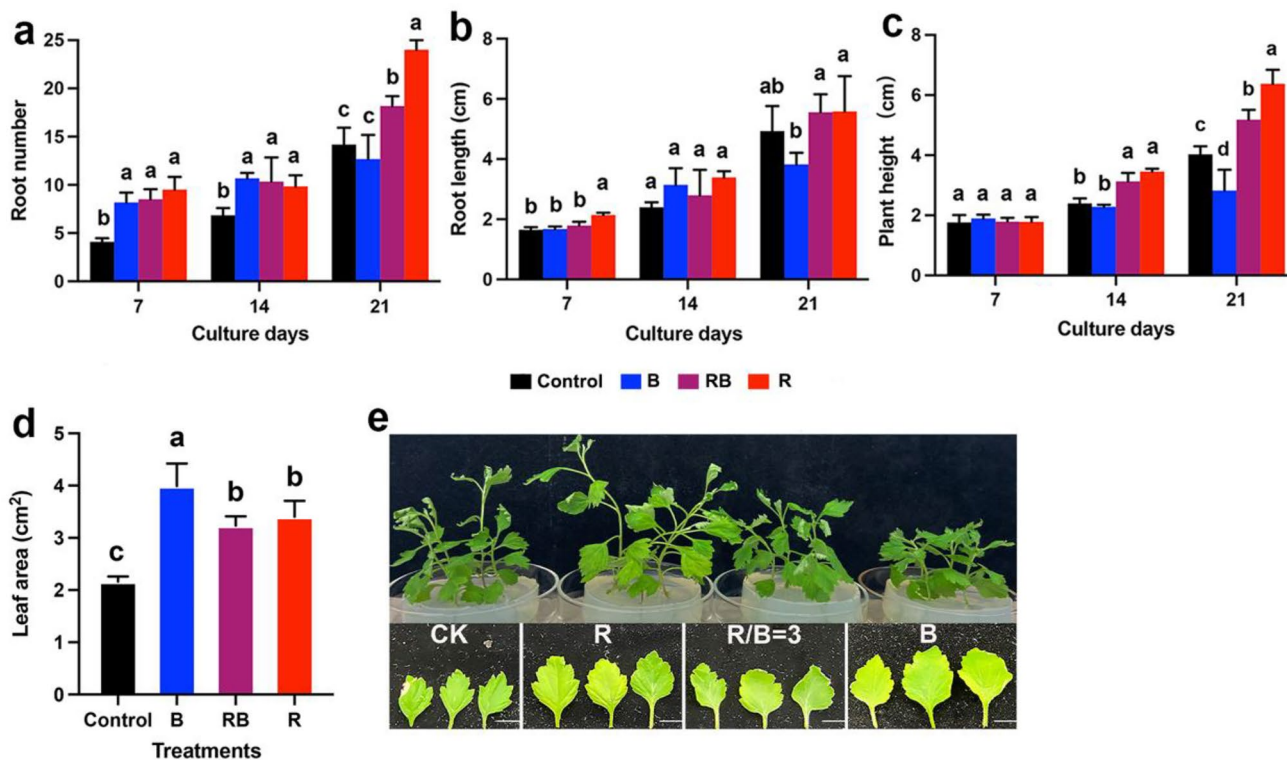 a
Root number
25
20
15
10
5
0
b a a a
b a a a
c c b a
7 14 21
Culture days
b
Root length (cm)
8
6
4
2
0
b b b a
a a a a
ab b a a
7 14 21
Culture days
c
Plant height (cm)
8
6
4
2
0
a a a a
b b a a
c d b a
7 14 21
Culture days
Control B RB R
d
Leaf area (cm²)
5
4
3
2
1
0
c a b b
Control B RB R
Treatments
e
CK R R/B=3 B